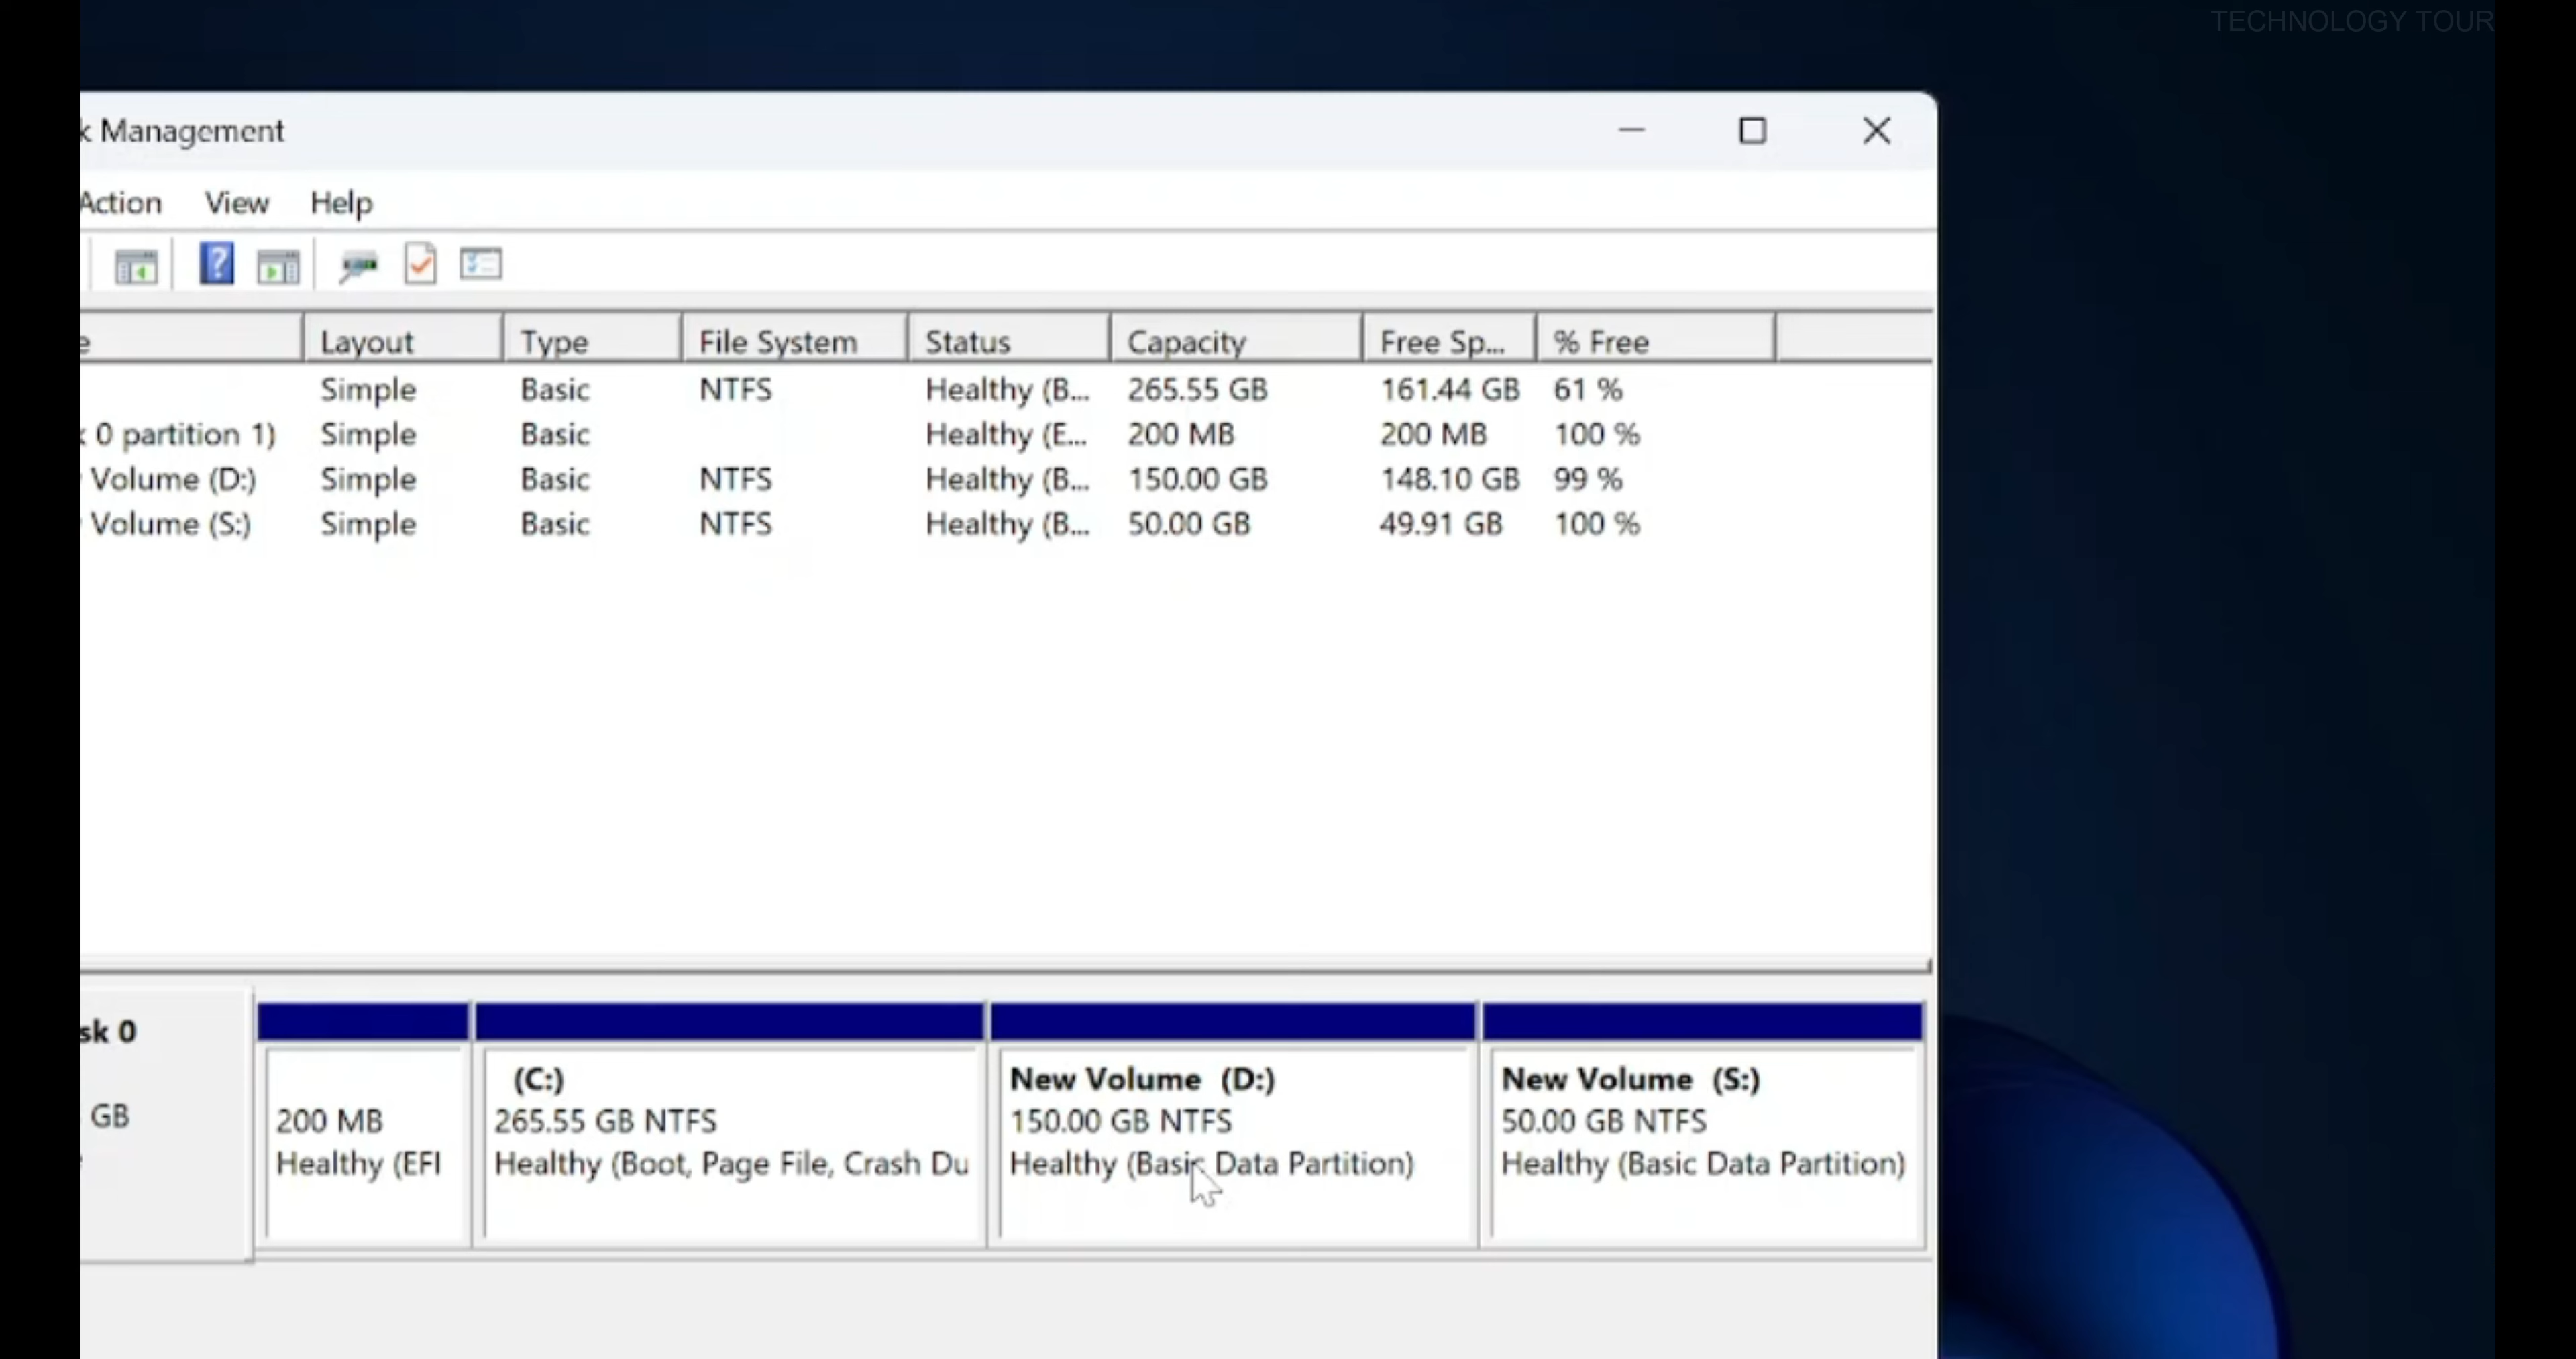 TECHNOLOGY TOUR
k Management
Action View Help
e Layout Type File System Status Capacity Free Sp... % Free
Simple Basic NTFS Healthy (B... 265.55 GB 161.44 GB 61 %
k 0 partition 1) Simple Basic Healthy (E... 200 MB 200 MB 100 %
Volume (D:) Simple Basic NTFS Healthy (B... 150.00 GB 148.10 GB 99 %
Volume (S:) Simple Basic NTFS Healthy (B... 50.00 GB 49.91 GB 100 %
sk 0
GB
200 MB
Healthy (EFI
(C:)
265.55 GB NTFS
Healthy (Boot, Page File, Crash Du
New Volume (D:)
150.00 GB NTFS
Healthy (Basic Data Partition)
New Volume (S:)
50.00 GB NTFS
Healthy (Basic Data Partition)